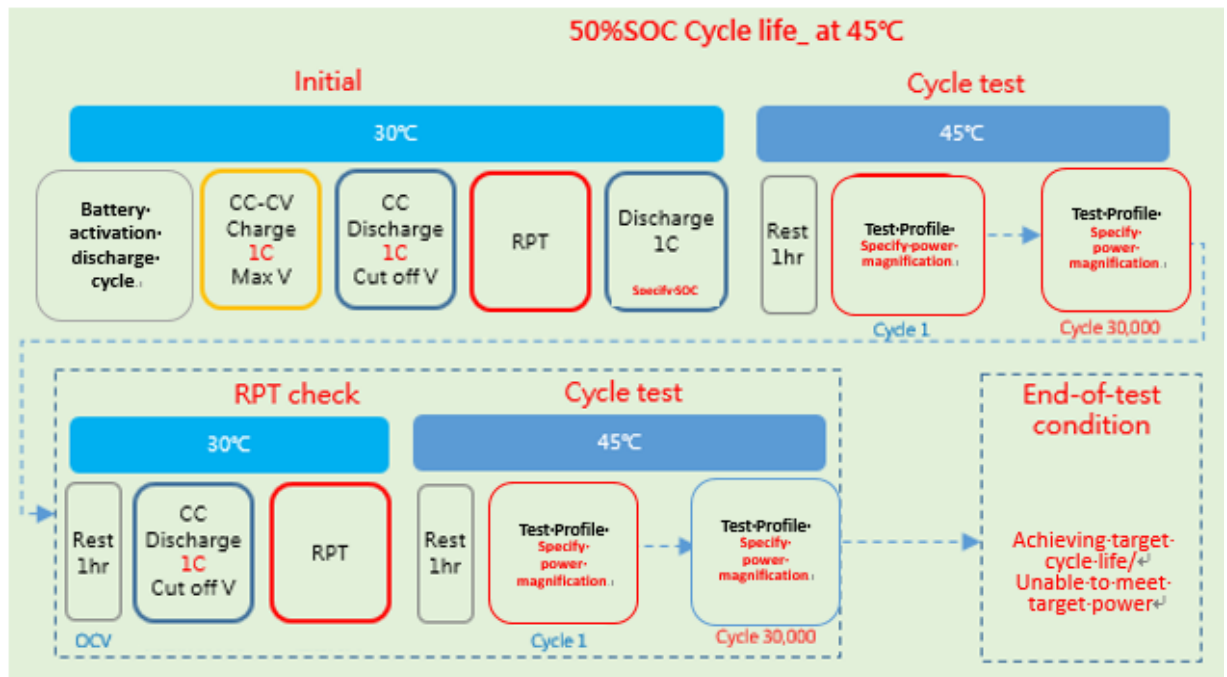 50%SOC Cycle life_ at 45℃
Initial
Cycle test
30℃
45℃
Battery·
activation·
discharge·
cycle.
CC-CV
Charge
1C
Max V
CC
Discharge
1C
Cut off V
RPT
Discharge
1C
Specify·SOC
Rest
1hr
Test·Profile·
Specify·power·
magnification.
Cycle 1
Test·Profile·
Specify·
power·
magnification.
Cycle 30,000
RPT check
Cycle test
30℃
45℃
Rest
1hr
OCV
CC
Discharge
1C
Cut off V
RPT
Rest
1hr
Test·Profile·
Specify·
power·
magnification.
Cycle 1
Test·Profile·
Specify·
power·
magnification.
Cycle 30,000
End-of-test
condition
Achieving·target·
cycle·life/↵
Unable·to·meet·
target·power↵